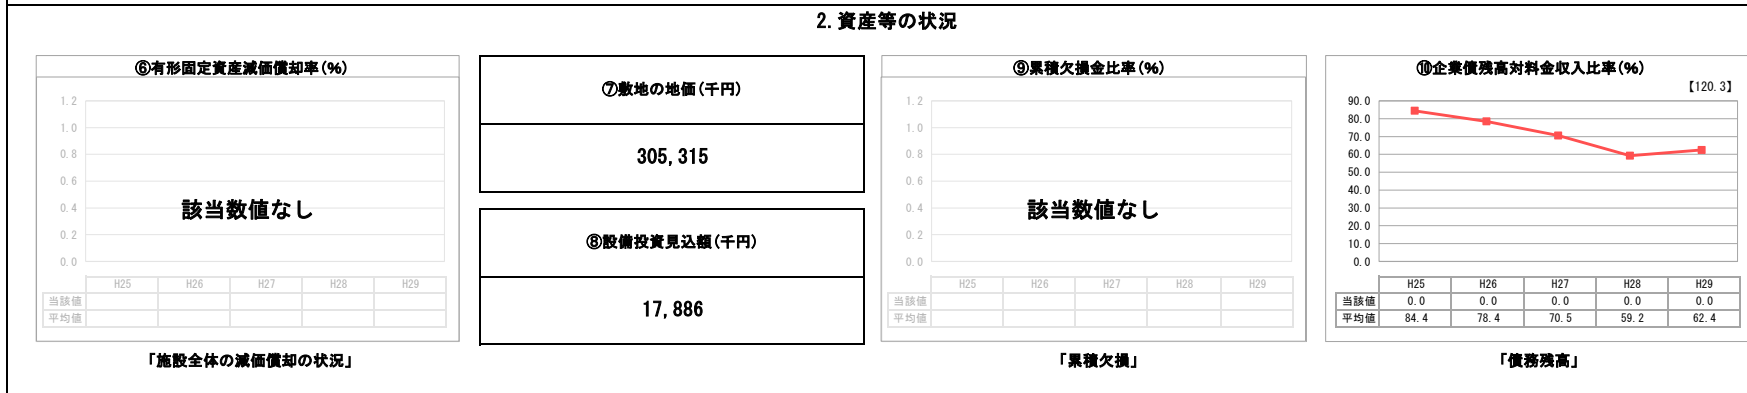 2.資産等の状況
⑥有形固定資産減価償却率(%)
1.2
1.0
0.8
0.6
0.4
0.2
0.0
該当数値なし
H25 H26 H27 H28 H29
当該値
平均値
「施設全体の減価償却の状況」
⑦敷地の地価(千円)
305,315
⑧設備投資見込額(千円)
17,886
⑨累積欠損金比率(%)
1.2
1.0
0.8
0.6
0.4
0.2
0.0
該当数値なし
H25 H26 H27 H28 H29
当該値
平均値
「累積欠損」
⑩企業債残高対料金収入比率(%)
【120.3】
90.0
80.0
70.0
60.0
50.0
40.0
30.0
20.0
10.0
0.0
H25 H26 H27 H28 H29
当該値 0.0 0.0 0.0 0.0 0.0
平均値 84.4 78.4 70.5 59.2 62.4
「債務残高」